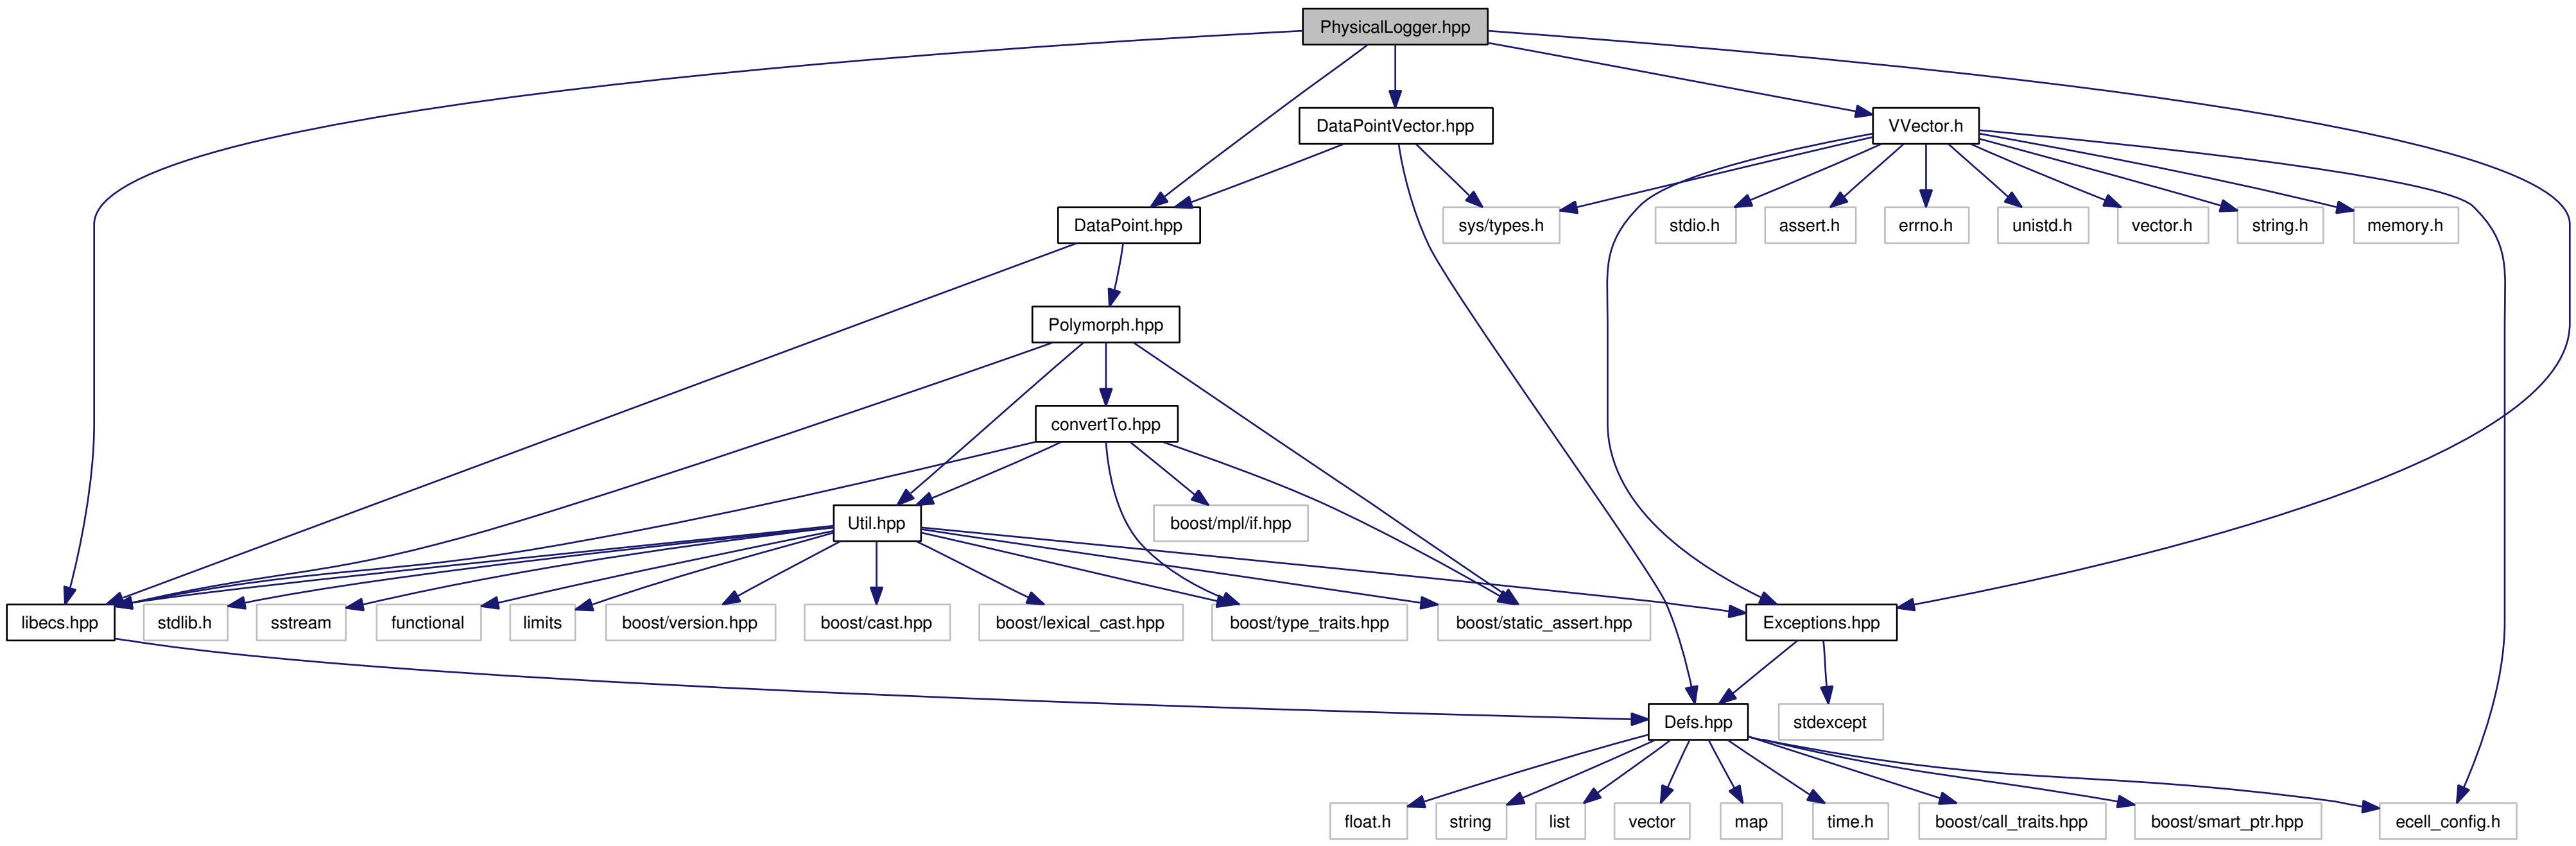 PhysicalLogger.hpp
DataPointVector.hpp
VVector.h
DataPoint.hpp
sys/types.h
stdio.h
assert.h
errno.h
unistd.h
vector.h
string.h
memory.h
Polymorph.hpp
convertTo.hpp
Util.hpp
boost/mpl/if.hpp
libecs.hpp
stdlib.h
sstream
functional
limits
boost/version.hpp
boost/cast.hpp
boost/lexical_cast.hpp
boost/type_traits.hpp
boost/static_assert.hpp
Exceptions.hpp
Defs.hpp
stdexcept
float.h
string
list
vector
map
time.h
boost/call_traits.hpp
boost/smart_ptr.hpp
ecell_config.h